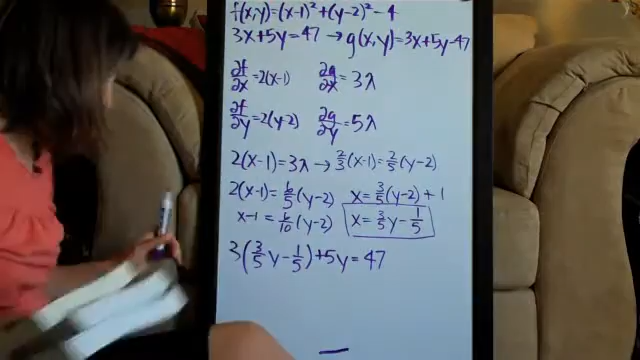 f(x,y)=(x-1)²+(y-2)²-4
3x+5y=47→g(x,y)=3x+5y-47
∂f/∂x=2(x-1) ∂g/∂x=3λ
∂f/∂y=2(y-2) ∂g/∂y=5λ
2(x-1)=3λ→2/3(x-1)=2/5(y-2)
2(x-1)=6/5(y-2) x=3/5(y-2)+1
x-1=6/10(y-2) x=3/5y-1/5
3(3/5y-1/5)+5y=47